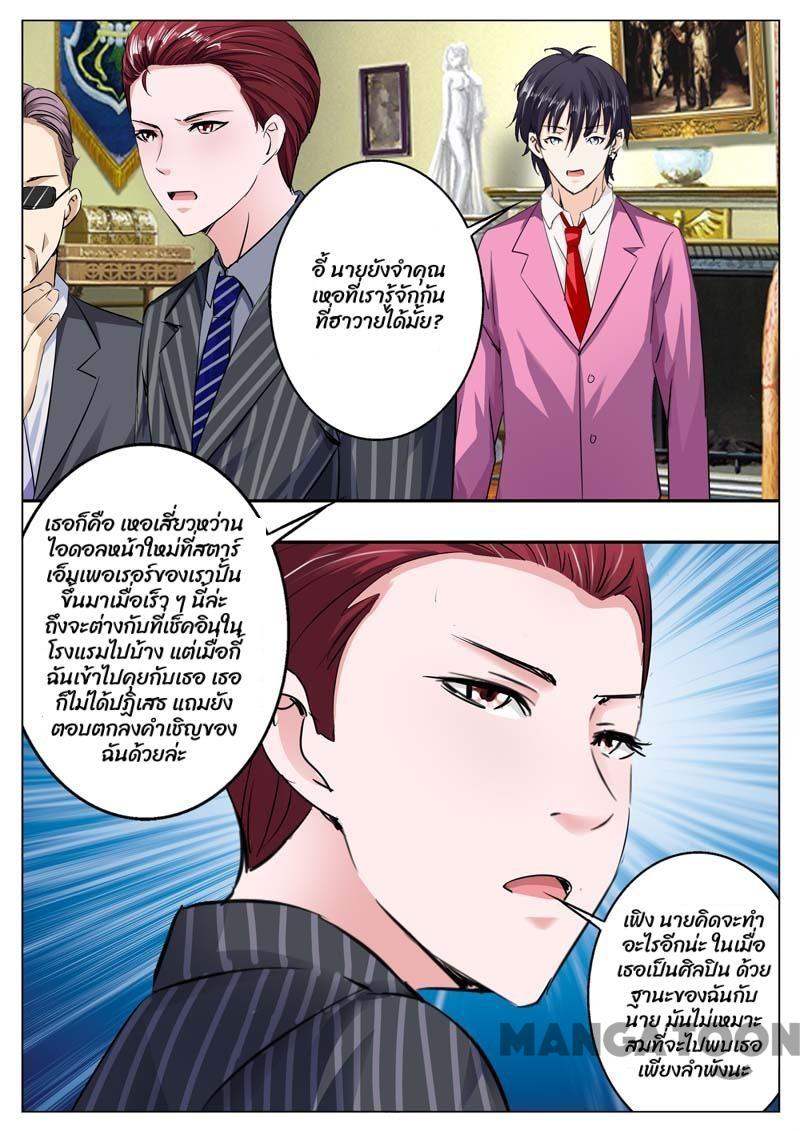 อี้ นายยังจำคุณ
เหอที่เรารู้จักกัน
ที่ฮาวายได้มั้ย?
เธอก็คือ เหอเสี่ยวหว่าน
ไอดอลหน้าใหม่ที่สตาร์
เอ็มเพอเรอร์ของเราปั้น
ขึ้นมาเมื่อเร็ว ๆ นี้ล่ะ
ถึงจะต่างกับที่เช็คอินใน
โรงแรมไปบ้าง แต่เมื่อกี้
ฉันเข้าไปคุยกับเธอ เธอ
ก็ไม่ได้ปฏิเสธ แถมยัง
ตอบตกลงคำเชิญของ
ฉันด้วยล่ะ
เฟิง นายคิดจะทำ
อะไรอีกน่ะ ในเมื่อ
เธอเป็นศิลปิน ด้วย
ฐานะของฉันกับ
นาย มันไม่เหมาะ
สมที่จะไปพบเธอ
เพียงลำพังนะ
MANGATOON